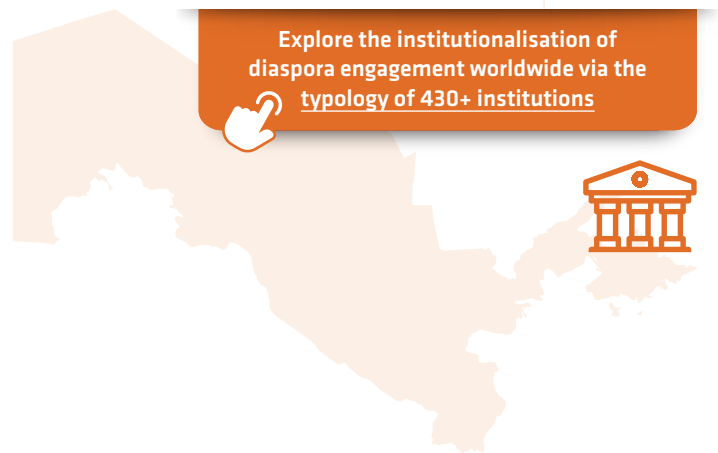 Explore the institutionalisation of
diaspora engagement worldwide via the
typology of 430+ institutions